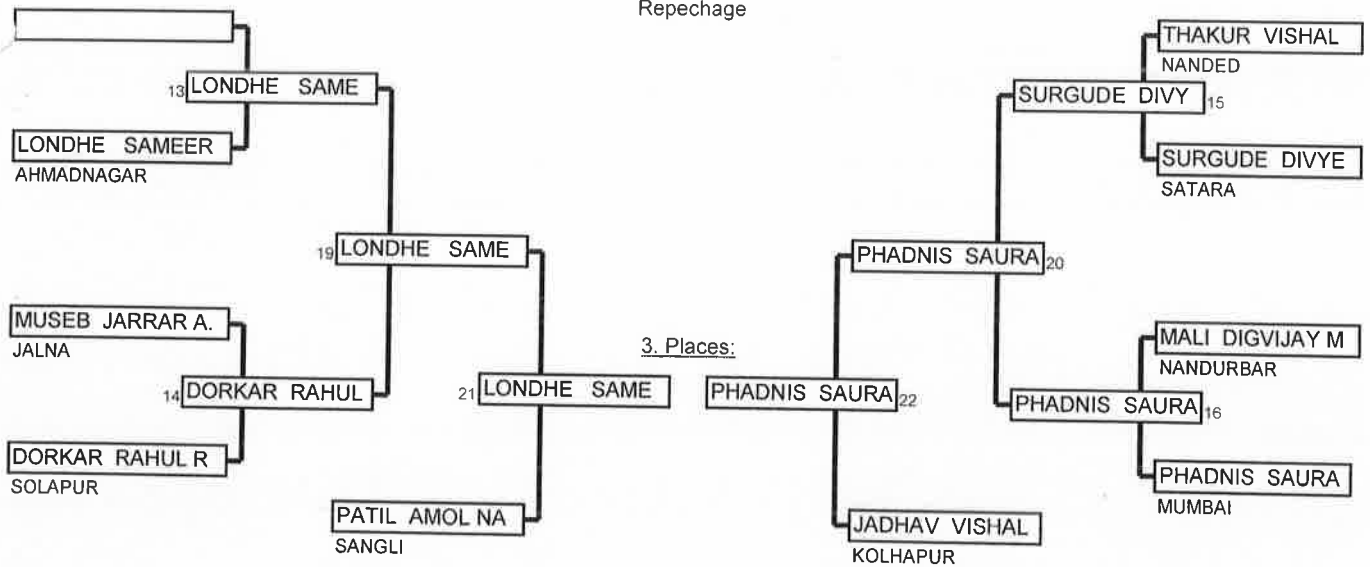 Repechage
13 LONDHE SAME
LONDHE SAMEER
AHMADNAGAR
19 LONDHE SAME
MUSEB JARRAR A.
JALNA
14 DORKAR RAHUL
DORKAR RAHUL R
SOLAPUR
21 LONDHE SAME
PATIL AMOL NA
SANGLI
3. Places:
THAKUR VISHAL
NANDED
SURGUDE DIVY 15
SURGUDE DIVYE
SATARA
PHADNIS SAURA 20
MALI DIGVIJAY M
NANDURBAR
PHADNIS SAURA 22
PHADNIS SAURA 16
PHADNIS SAURA
MUMBAI
JADHAV VISHAL
KOLHAPUR